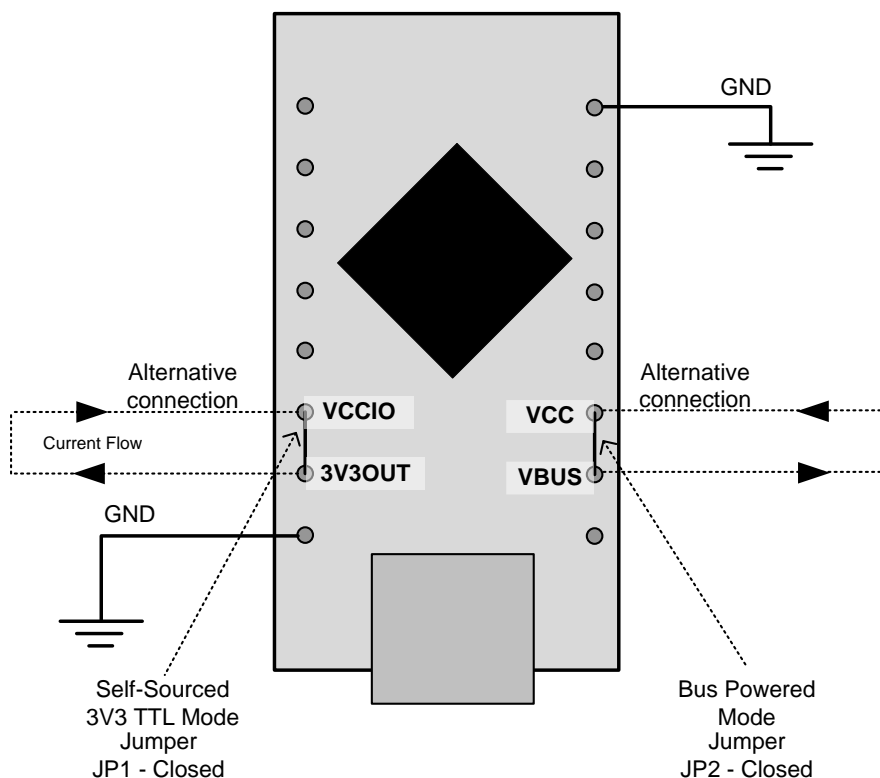 GND
Alternative
connection
Alternative
connection
VCCIO
VCC
Current Flow
3V3OUT
VBUS
GND
Self-Sourced
3V3 TTL Mode
Jumper
JP1 - Closed
Bus Powered
Mode
Jumper
JP2 - Closed